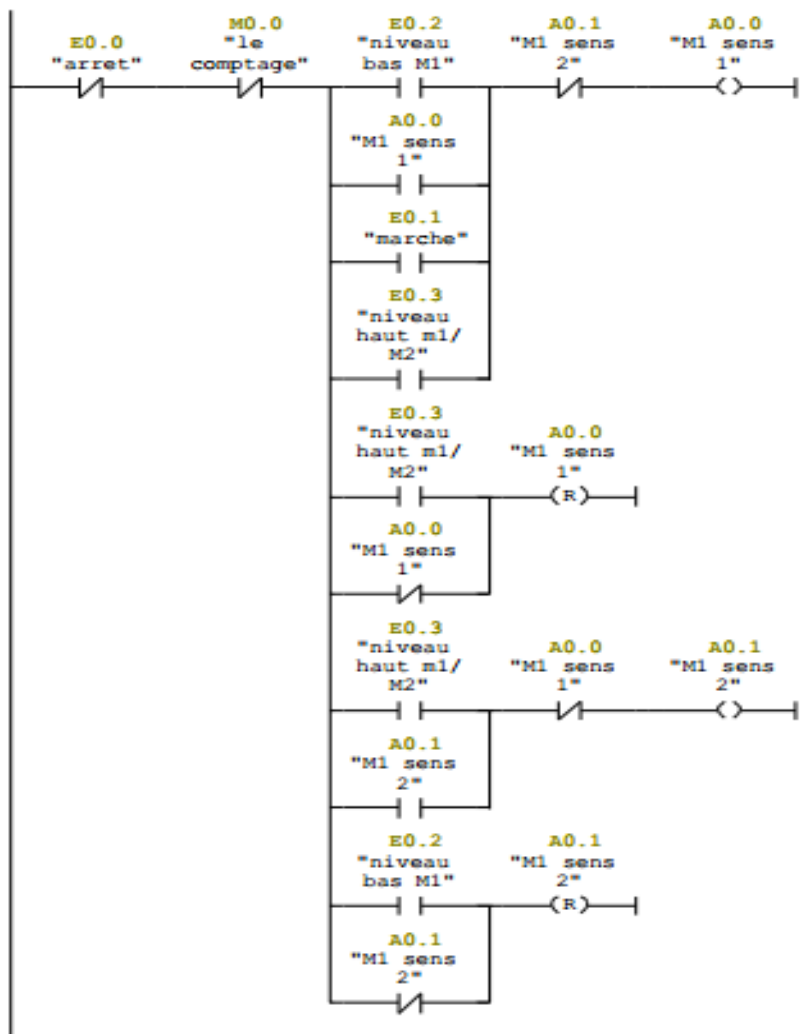 E0.0
"arret"
M0.0
"le
comptage"
E0.2
"niveau
bas M1"
A0.1
"M1 sens
2"
A0.0
"M1 sens
1"
A0.0
"M1 sens
1"
E0.1
"marche"
E0.3
"niveau
haut m1/
M2"
E0.3
"niveau
haut m1/
M2"
A0.0
"M1 sens
1"
R
A0.0
"M1 sens
1"
E0.3
"niveau
haut m1/
M2"
A0.0
"M1 sens
1"
A0.1
"M1 sens
2"
A0.1
"M1 sens
2"
E0.2
"niveau
bas M1"
A0.1
"M1 sens
2"
R
A0.1
"M1 sens
2"